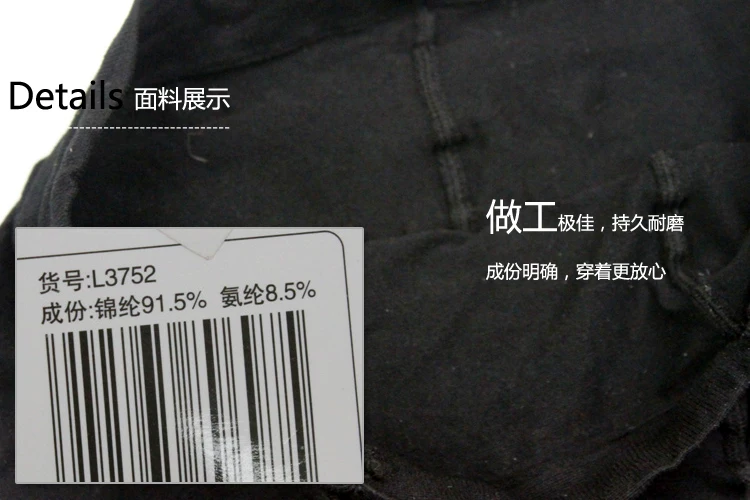 Details 面料展示
做工极佳，持久耐磨
成份明确，穿着更放心
货号:L3752
成份:锦纶91.5% 氨纶8.5%